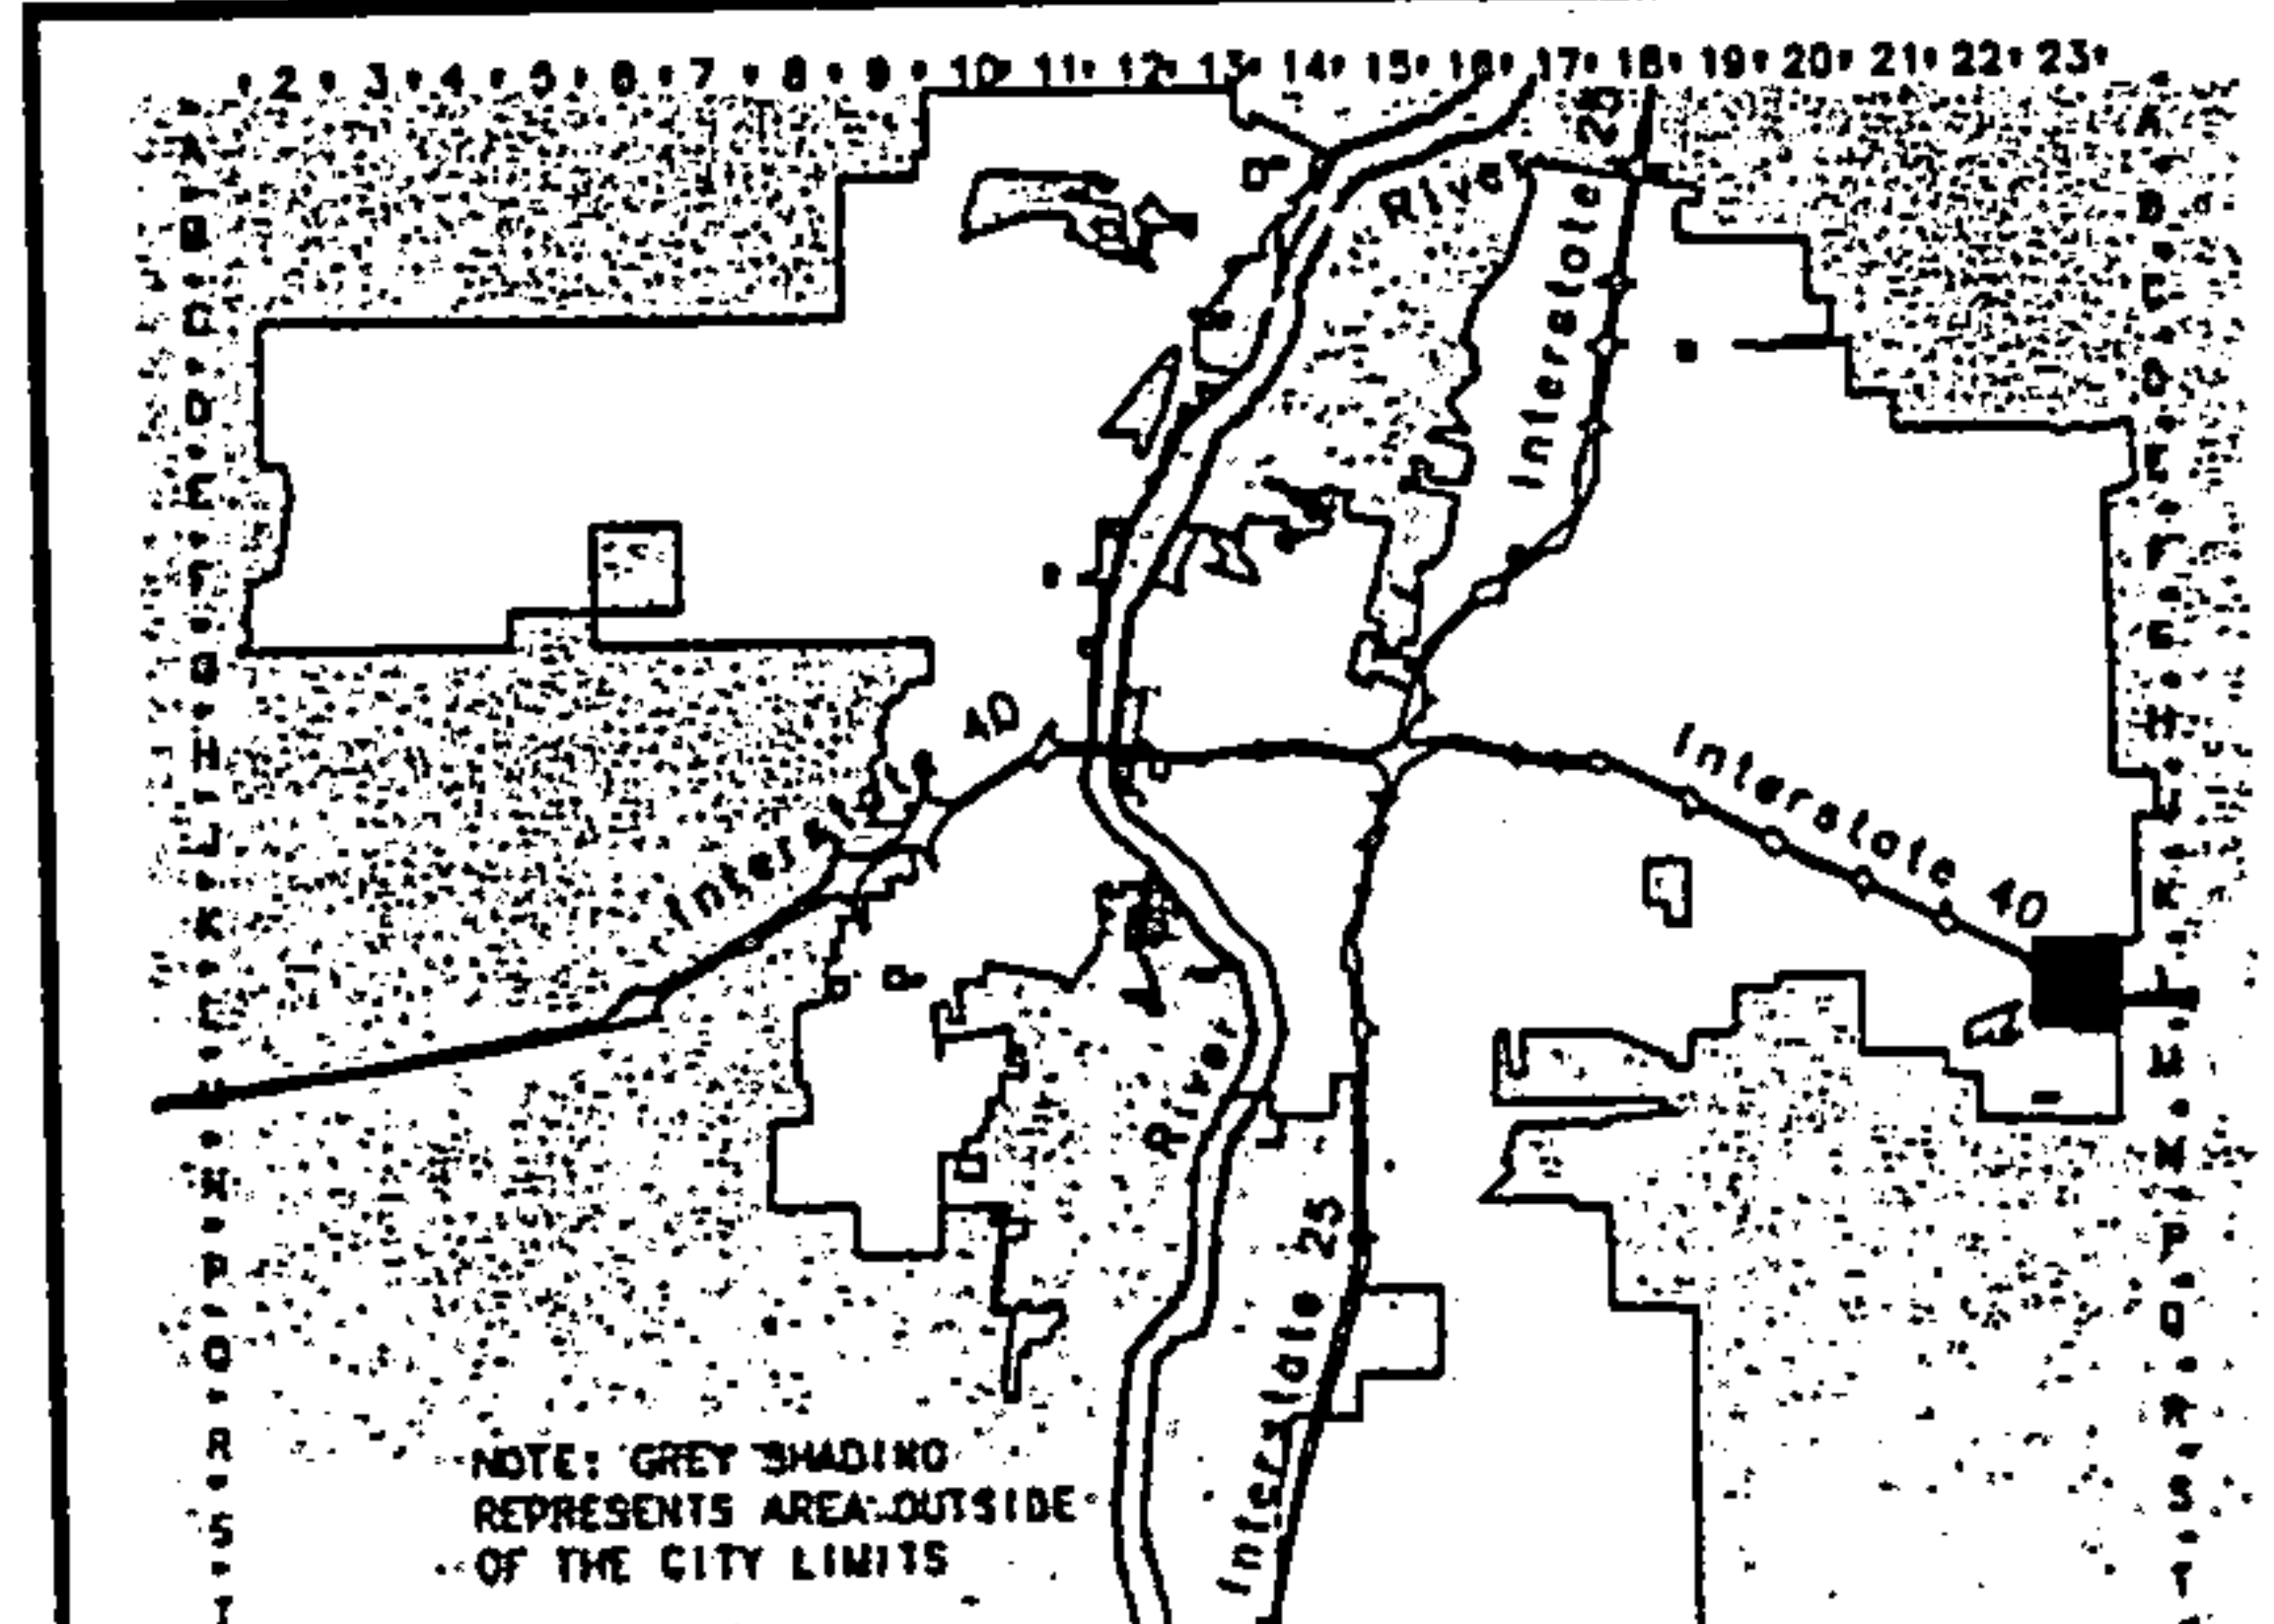 2 3 4 5 6 7 8 9 10 11 12 13 14 15 16 17 18 19 20 21 22 23
A
B
C
D
E
F
G
H
J
K
L
M
N
P
Q
R
S
T
River
Interstate 25
Interstate 40
Interstate 40
River
Interstate 25
A
B
C
D
E
F
G
H
J
K
L
M
N
P
Q
R
S
T
NOTE: GREY SHADING
REPRESENTS AREA OUTSIDE
OF THE CITY LIMITS